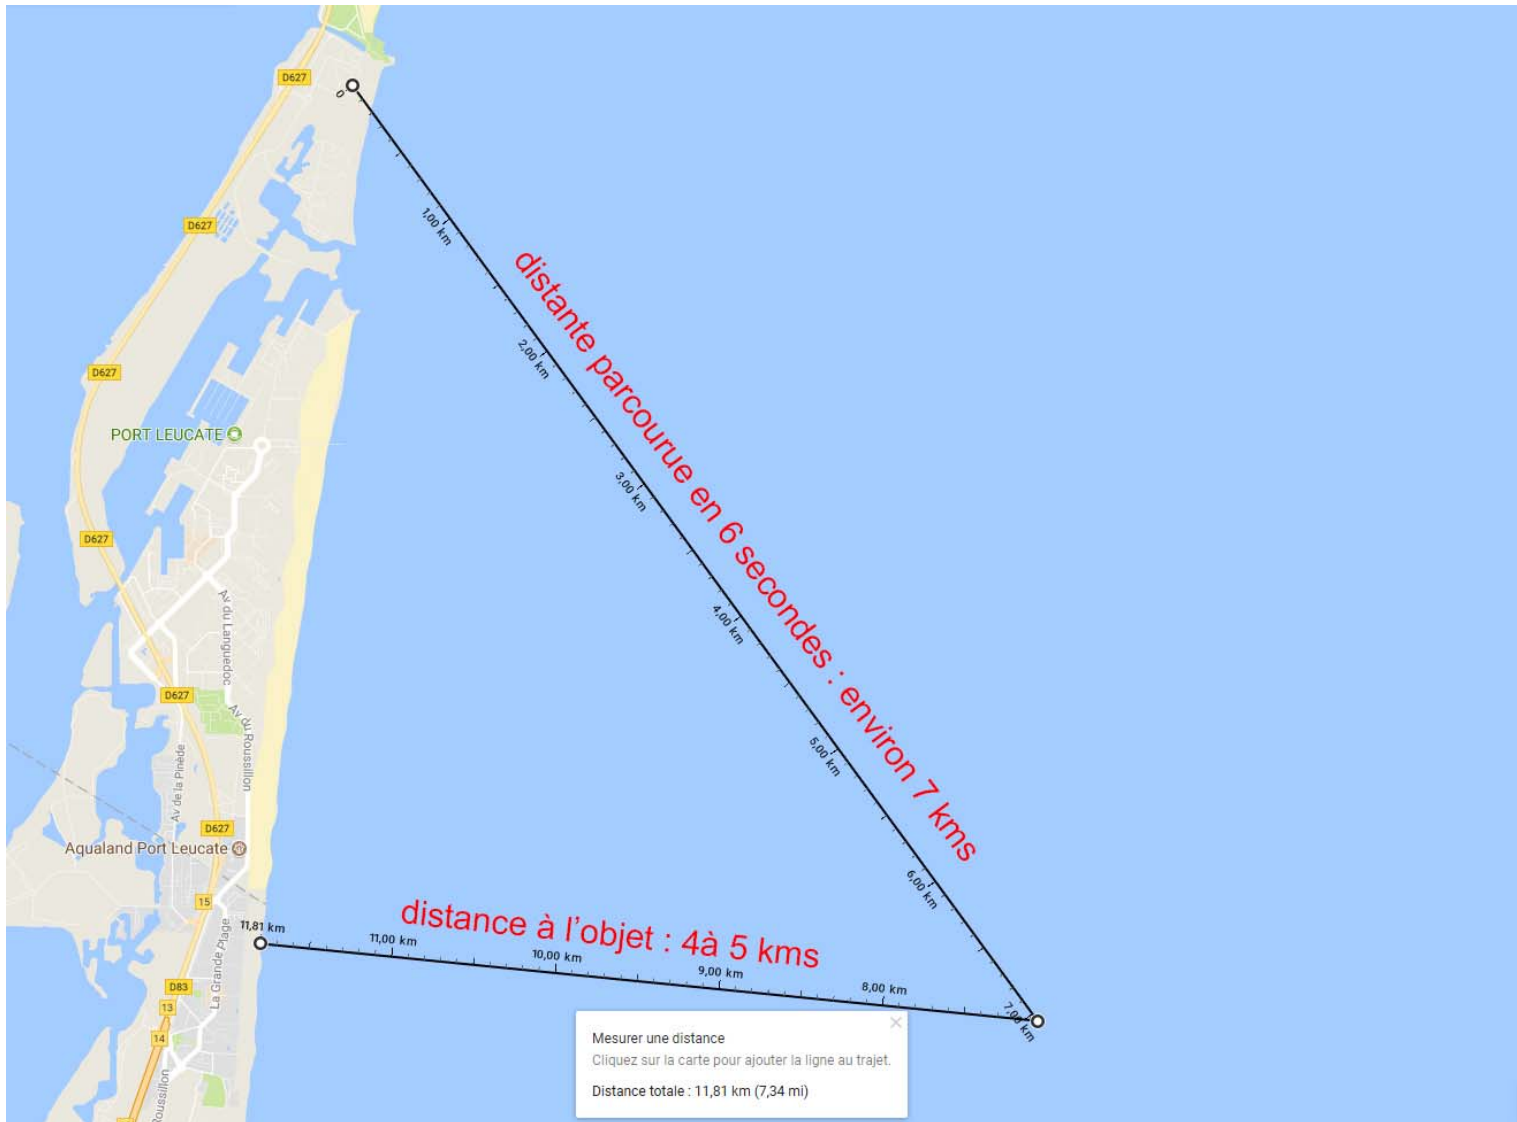 D627
0
D627
1,00 km
distante parcourue en 6 secondes : environ 7 kms
2,00 km
D627
PORT LEUCATE
3,00 km
D627
4,00 km
Av du Languedoc
D627
Av du Roussillon
5,00 km
Av de la Pinède
D627
Aqualand Port Leucate
6,00 km
15
distance à l'objet : 4à 5 kms
11,81 km
11,00 km
10,00 km
9,00 km
8,00 km
7,00 km
La Grande Plage
D83
13
14
Roussillon
Mesurer une distance
Cliquez sur la carte pour ajouter la ligne au trajet.
Distance totale : 11,81 km (7,34 mi)